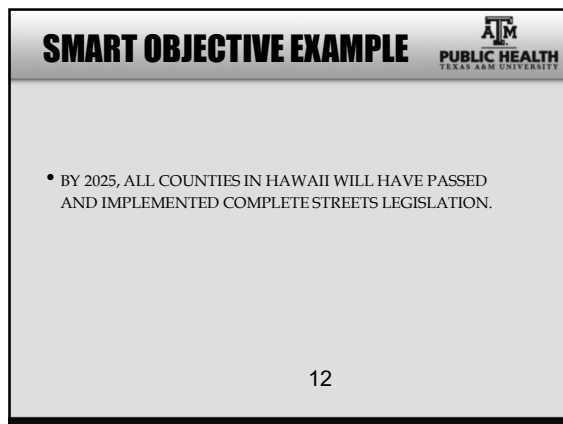 SMART OBJECTIVE EXAMPLE
ATM
PUBLIC HEALTH
TEXAS A&M UNIVERSITY
• BY 2025, ALL COUNTIES IN HAWAII WILL HAVE PASSED
AND IMPLEMENTED COMPLETE STREETS LEGISLATION.
12